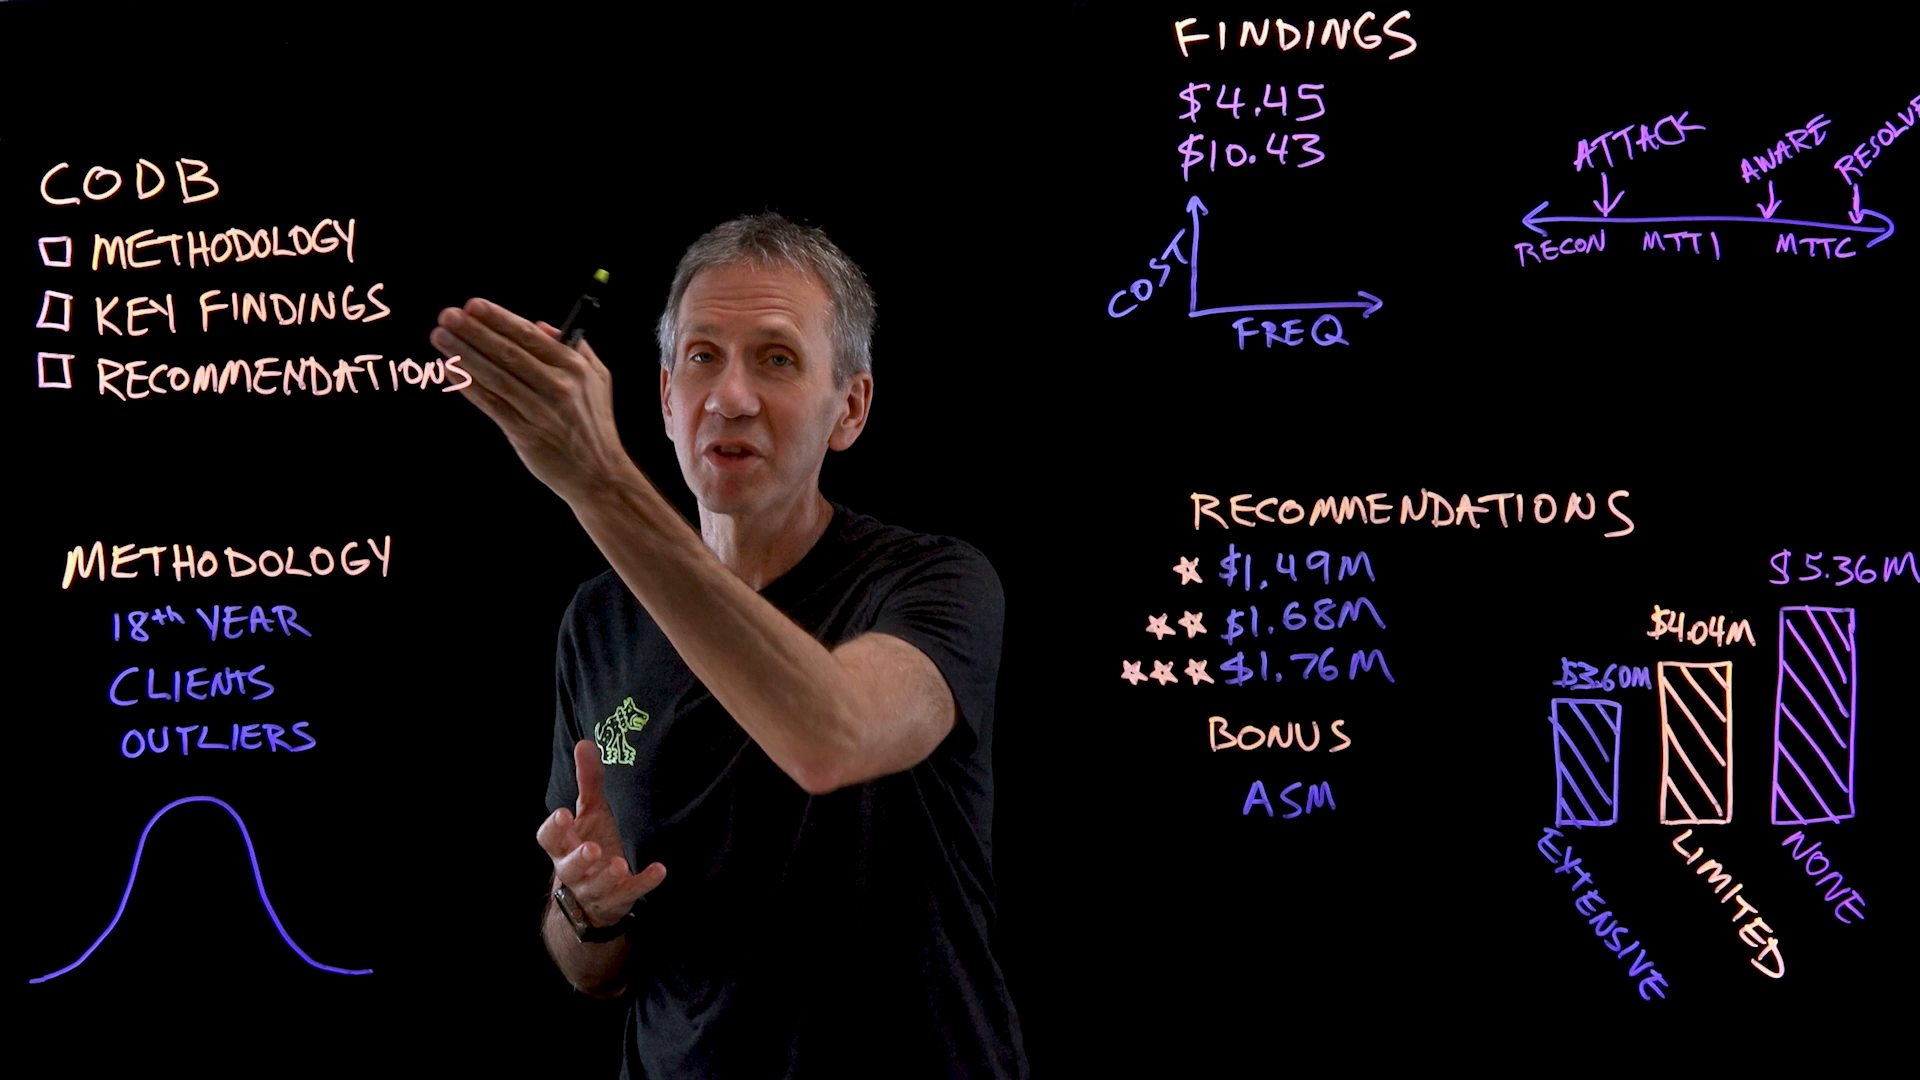 CODB
METHODOLOGY
KEY FINDINGS
RECOMMENDATIONS
METHODOLOGY
18th YEAR
CLIENTS
OUTLIERS
FINDINGS
$4.45
$10.43
COST
FREQ
ATTACK
AWARE
RESOLVE
RECON
MTTI
MTTC
RECOMMENDATIONS
$1.49M
$1.68M
$1.76M
BONUS
ASM
$3.60M
$4.04M
$5.36M
EXTENSIVE
LIMITED
NONE